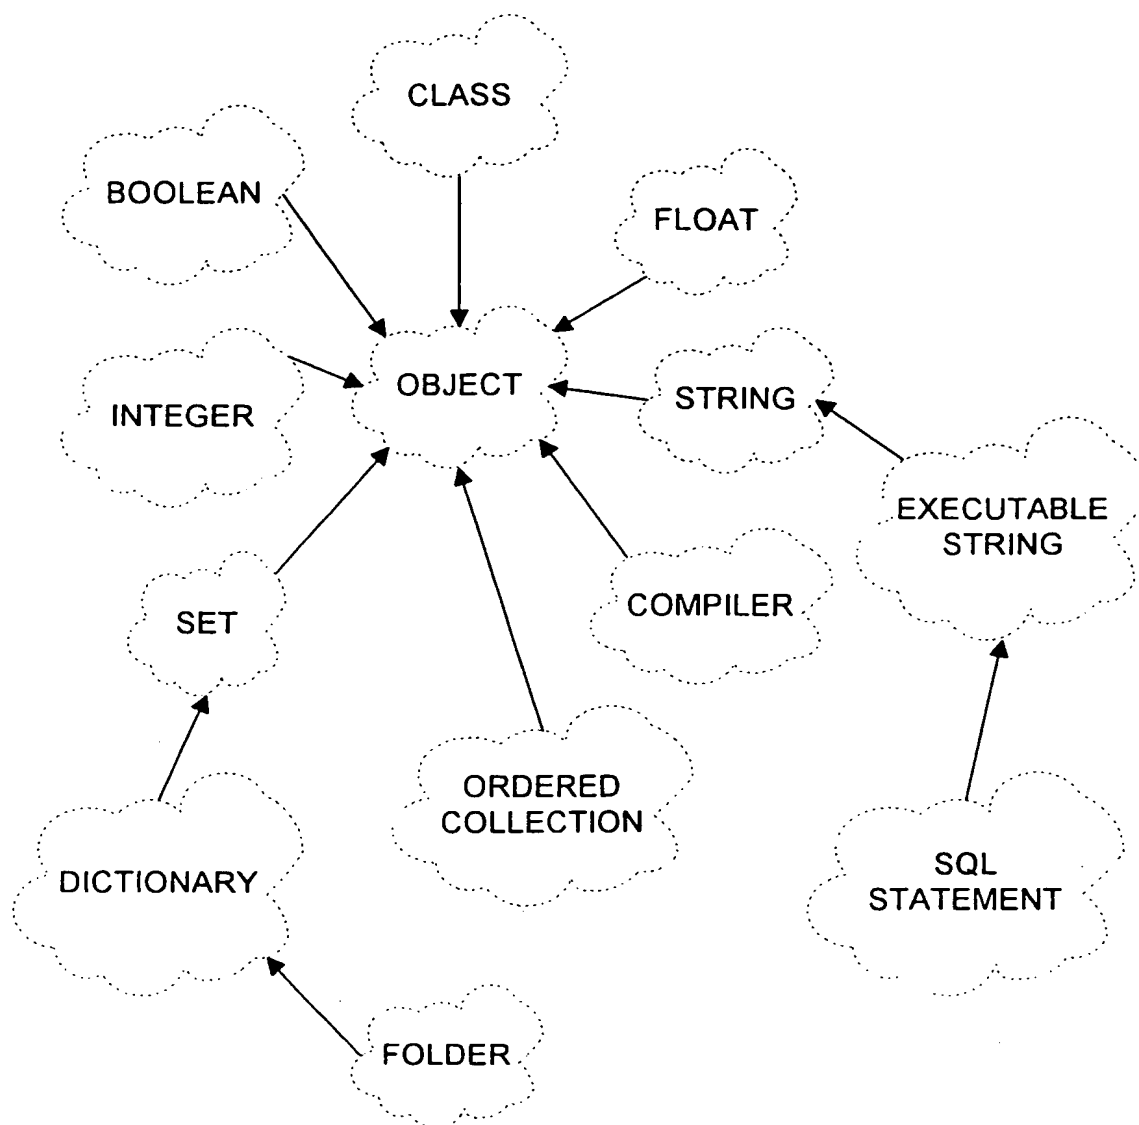 CLASS
BOOLEAN
FLOAT
OBJECT
STRING
INTEGER
EXECUTABLE
STRING
COMPILER
SET
ORDERED
COLLECTION
DICTIONARY
SQL
STATEMENT
FOLDER